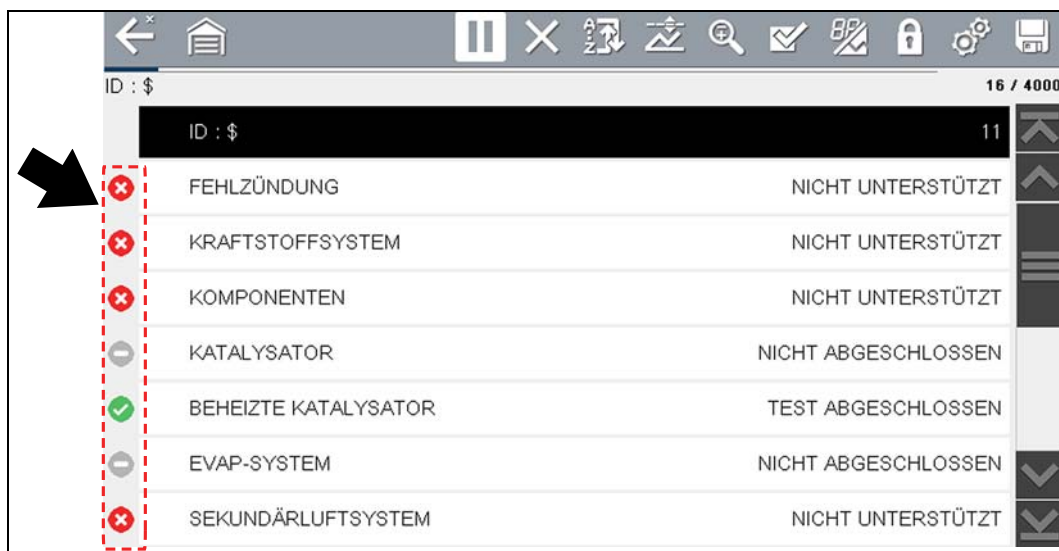 ID : $ 16 / 4000
ID : $ 11
FEHLZÜNDUNG NICHT UNTERSTÜTZT
KRAFTSTOFFSYSTEM NICHT UNTERSTÜTZT
KOMPONENTEN NICHT UNTERSTÜTZT
KATALYSATOR NICHT ABGESCHLOSSEN
BEHEIZTE KATALYSATOR TEST ABGESCHLOSSEN
EVAP-SYSTEM NICHT ABGESCHLOSSEN
SEKUNDÄRLUFTSYSTEM NICHT UNTERSTÜTZT